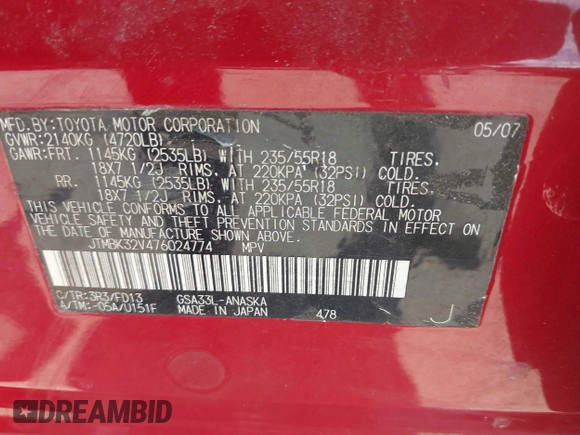 MFD.BY:TOYOTA MOTOR CORPORATION 05/07
GVWR:2140KG (4720LB)
GAWR:FRT. 1145KG (2535LB) WITH 235/55R18 TIRES,
18X7 1/2J RIMS, AT 220KPA (32PSI) COLD.
RR. 1145KG (2535LB) WITH 235/55R18 TIRES,
18X7 1/2J RIMS, AT 220KPA (32PSI) COLD.
THIS VEHICLE CONFORMS TO ALL APPLICABLE FEDERAL MOTOR
VEHICLE SAFETY AND THEFT PREVENTION STANDARDS IN EFFECT ON
THE DATE OF MANUFACTURE SHOWN ABOVE.
JTMBK32V476024774 MPV
C/TR:3R3/FD13 GSA33L-ANASKA
A/TM:-05A/U151F MADE IN JAPAN 478 J
DREAMBID